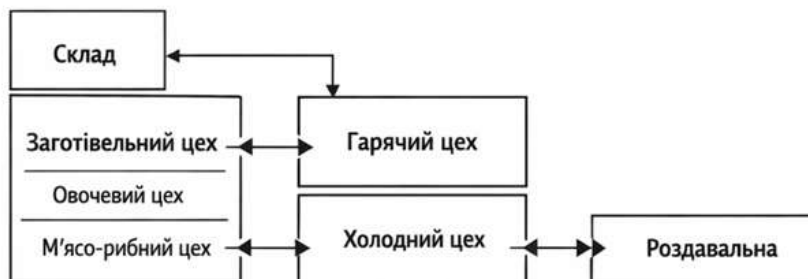 Склад
Заготівельний цех
Гарячий цех
Овочевий цех
М'ясо-рибний цех
Холодний цех
Роздавальна